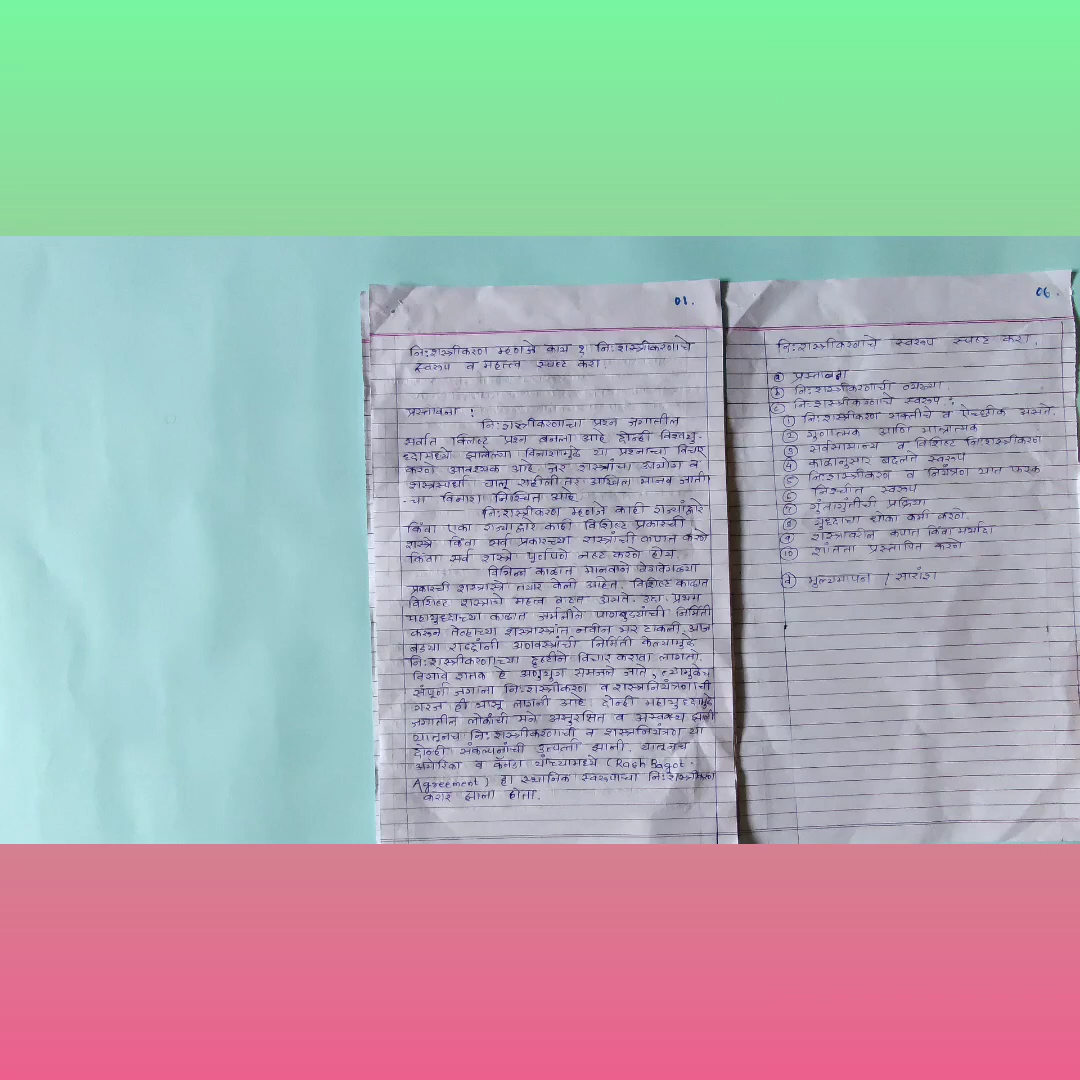 01.
निःशस्त्रीकरण म्हणजे काय ? निःशस्त्रीकरणाचे
स्वरूप व महत्त्व स्पष्ट करा.
प्रस्तावना :
निःशस्त्रीकरणाचा प्रश्न जगातील
सर्वात क्लिष्ट प्रश्न बनला आहे दोन्ही विश्वयु-
ध्दामध्ये झालेल्या विनाशामुळे या प्रश्नाचा विचार
करणे आवश्यक आहे. जर शस्त्रांचा उपयोग व
शस्त्रस्पर्धा चालू राहीली तर अखिल मानव जाती
-चा विनाश निश्चित आहे.
निःशस्त्रीकरण म्हणजे काही राज्यांद्वारे
किंवा एका राज्याद्वारे काही विशिष्ट प्रकारची
शस्त्रे किंवा सर्व प्रकारच्या शस्त्रांची कपात करणे
किंवा सर्व शस्त्रे पूर्णपणे नष्ट करणे होय.
विभिन्न काळात मानवाने वेगवेगळ्या
प्रकारची शस्त्रास्त्रे तयार केली आहेत. विशिष्ट काळात
विशिष्ट शस्त्राचे महत्व वाढत असते. उदा. प्रथम
महायुध्दाच्या काळात जर्मनीने पाणबुड्यांची निर्मिती
करून तेव्हाच्या शस्त्रास्त्रांत नवीन भर टाकली. आज
बड्या राष्ट्रांनी अण्वस्त्रांची निर्मिती केल्यामुळे
निःशस्त्रीकरणाच्या दृष्टीने विचार करावा लागतो.
विसावे शतक हे अणुयुग समजले जाते, त्यामुळेच
संपूर्ण जगाला निःशस्त्रीकरण व शस्त्रनियंत्रणाची
गरज ही भासू लागली आहे. दोन्ही महायुध्दामुळे
जगातील लोकांची मने असुरक्षित व अस्वस्थ झाली
यातूनच निःशस्त्रीकरणाची व शस्त्रनियंत्रण या
दोन्ही संकल्पनांची उत्पत्ती झाली. यातूनच
अमेरिका व कॅनडा यांच्यामध्ये (Rash Bagot -
Agreement) हा स्थानिक स्वरूपाचा निःशस्त्रीकरण
करार झाला होता.
06.
निःशस्त्रीकरणाचे स्वरूप स्पष्ट करा.
(a) प्रस्तावना
(b) निःशस्त्रीकरणाची व्याख्या.
(c) निःशस्त्रीकरणाचे स्वरूप :
(1) निःशस्त्रीकरण सक्तीचे व ऐच्छीक असते.
(2) गुणात्मक आणि मात्रात्मक
(3) सर्वसामान्य व विशिष्ट निःशस्त्रीकरण
(4) काळानुसार बदलते स्वरूप
(5) निःशस्त्रीकरण व नियंत्रण यात फरक
(6) निश्चीत स्वरूप
(7) गुंतागुंतीची प्रक्रिया
(8) युध्दाचा धोका कमी करणे.
(9) शस्त्रावरील कपात किंवा मर्यादा
(10) शांतता प्रस्तापित करणे
(d) मुल्यमापन / सारांश